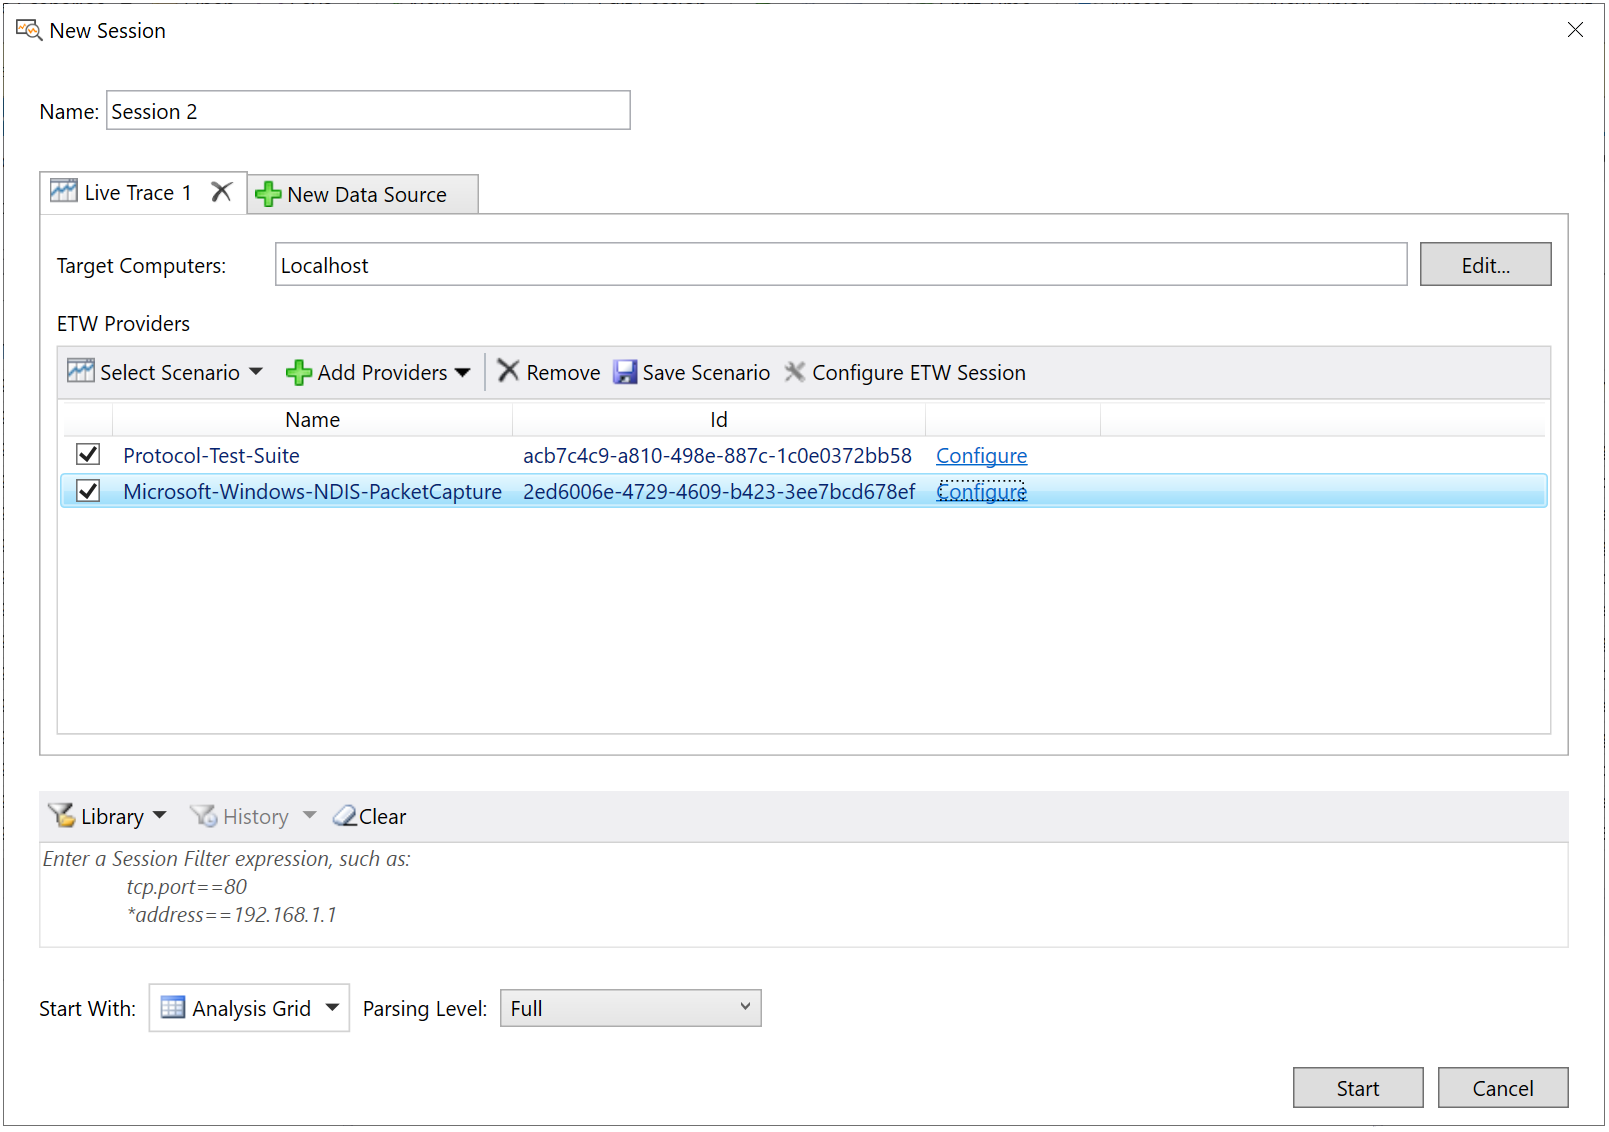 New Session
Name: Session 2
Live Trace 1 New Data Source
Target Computers: Localhost Edit...
ETW Providers
Select Scenario Add Providers Remove Save Scenario Configure ETW Session
Name Id
Protocol-Test-Suite acb7c4c9-a810-498e-887c-1c0e0372bb58 Configure
Microsoft-Windows-NDIS-PacketCapture 2ed6006e-4729-4609-b423-3ee7bcd678ef Configure
Library History Clear
Enter a Session Filter expression, such as:
tcp.port==80
*address==192.168.1.1
Start With: Analysis Grid Parsing Level: Full
Start Cancel